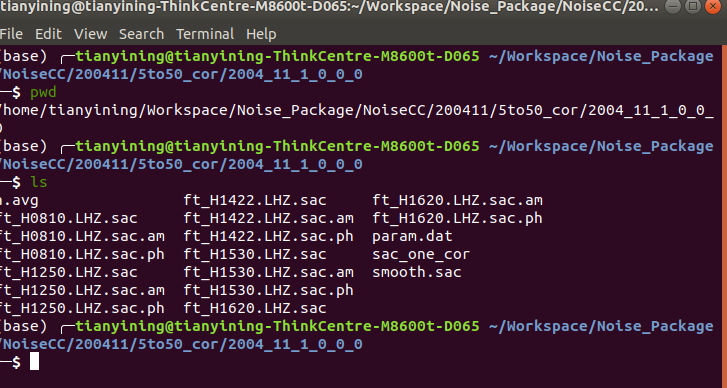 tianyining@tianyining-ThinkCentre-M8600t-D065:~/Workspace/Noise_Package/NoiseCC/20...
File Edit View Search Terminal Help
(base) ╭─tianyining@tianyining-ThinkCentre-M8600t-D065 ~/Workspace/Noise_Package
/NoiseCC/200411/5to50_cor/2004_11_1_0_0_0
─$ pwd
/home/tianyining/Workspace/Noise_Package/NoiseCC/200411/5to50_cor/2004_11_1_0_0_
0
(base) ╭─tianyining@tianyining-ThinkCentre-M8600t-D065 ~/Workspace/Noise_Package
/NoiseCC/200411/5to50_cor/2004_11_1_0_0_0
─$ ls
a.avg ft_H1422.LHZ.sac ft_H1620.LHZ.sac.am
ft_H0810.LHZ.sac ft_H1422.LHZ.sac.am ft_H1620.LHZ.sac.ph
ft_H0810.LHZ.sac.am ft_H1422.LHZ.sac.ph param.dat
ft_H0810.LHZ.sac.ph ft_H1530.LHZ.sac sac_one_cor
ft_H1250.LHZ.sac ft_H1530.LHZ.sac.am smooth.sac
ft_H1250.LHZ.sac.am ft_H1530.LHZ.sac.ph
ft_H1250.LHZ.sac.ph ft_H1620.LHZ.sac
(base) ╭─tianyining@tianyining-ThinkCentre-M8600t-D065 ~/Workspace/Noise_Package
/NoiseCC/200411/5to50_cor/2004_11_1_0_0_0
─$